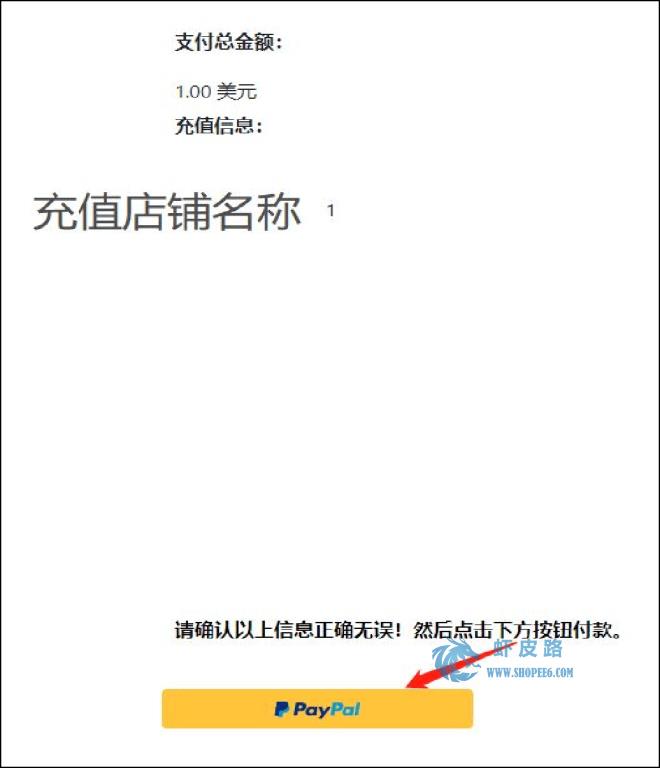 支付总金额：
1.00 美元
充值信息：
充值店铺名称 1
请确认以上信息正确无误！然后点击下方按钮付款。
虾皮路
WWW.SHOPEE6.COM
PayPal